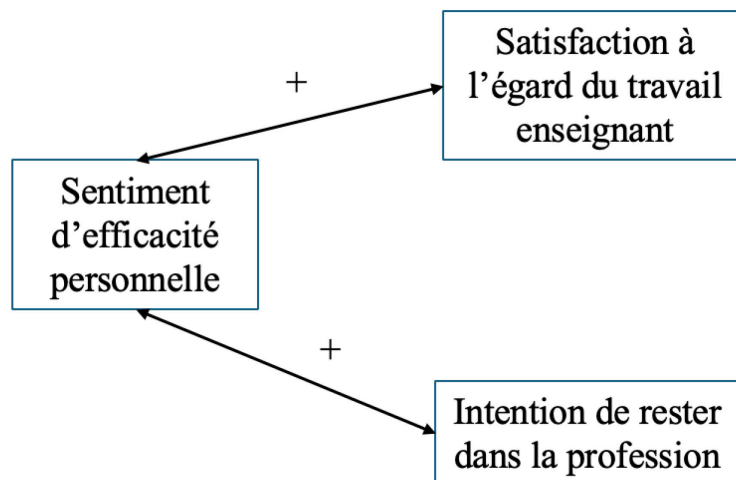 Satisfaction à
l’égard du travail
enseignant
+
Sentiment
d’efficacité
personnelle
+
Intention de rester
dans la profession